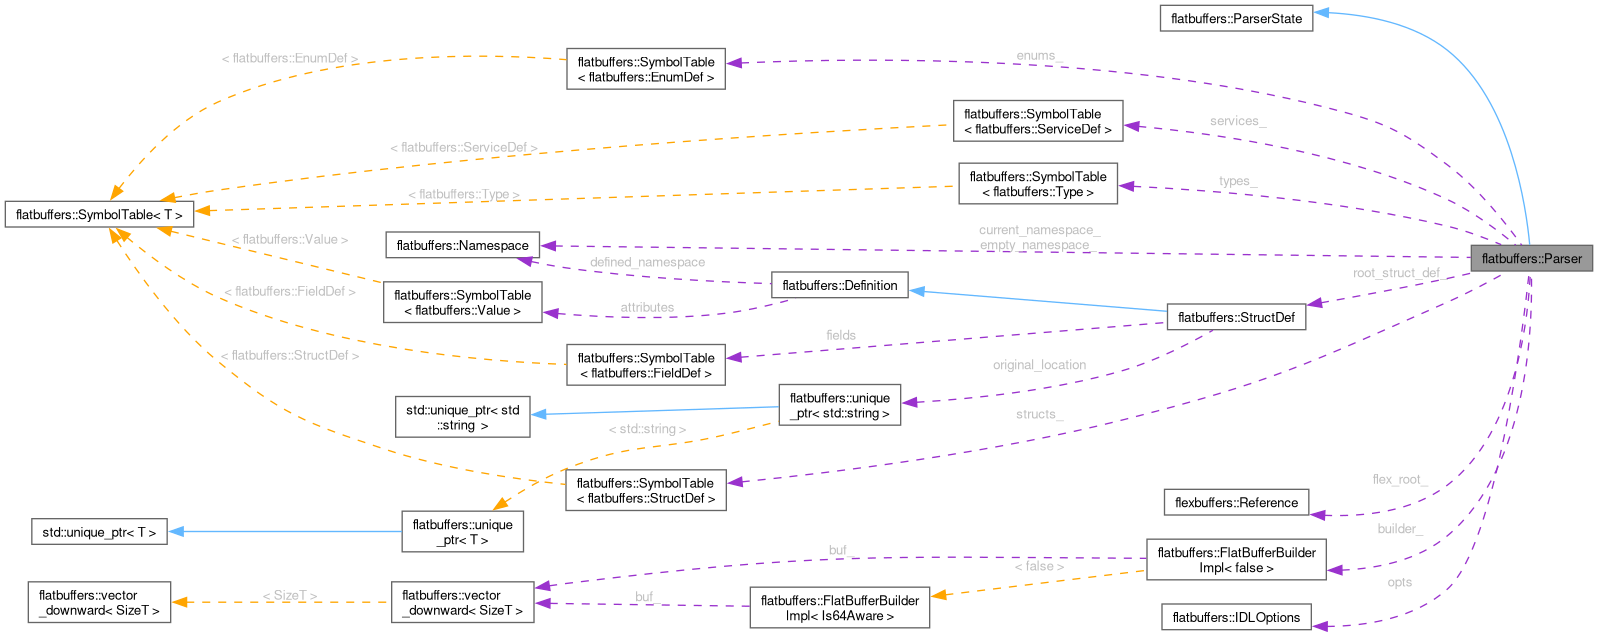 flatbuffers::ParserState
enums_
< flatbuffers::EnumDef >
flatbuffers::SymbolTable
< flatbuffers::EnumDef >
services_
flatbuffers::SymbolTable
< flatbuffers::ServiceDef >
< flatbuffers::ServiceDef >
types_
flatbuffers::SymbolTable
< flatbuffers::Type >
< flatbuffers::Type >
flatbuffers::SymbolTable< T >
current_namespace_
empty_namespace_
flatbuffers::Namespace
< flatbuffers::Value >
defined_namespace
flatbuffers::Parser
root_struct_def_
flatbuffers::Definition
< flatbuffers::FieldDef >
flatbuffers::SymbolTable
< flatbuffers::Value >
attributes
flatbuffers::StructDef
fields
< flatbuffers::StructDef >
flatbuffers::SymbolTable
< flatbuffers::FieldDef >
original_location
flatbuffers::unique
_ptr< std::string >
std::unique_ptr< std
::string >
structs_
< std::string >
flatbuffers::SymbolTable
< flatbuffers::StructDef >
flex_root_
flexbuffers::Reference
std::unique_ptr< T >
flatbuffers::unique
_ptr< T >
builder_
buf_
flatbuffers::FlatBufferBuilder
Impl< false >
< false >
opts
flatbuffers::vector
_downward< SizeT >
< SizeT >
flatbuffers::vector
_downward< SizeT >
buf_
flatbuffers::FlatBufferBuilder
Impl< Is64Aware >
flatbuffers::IDLOptions